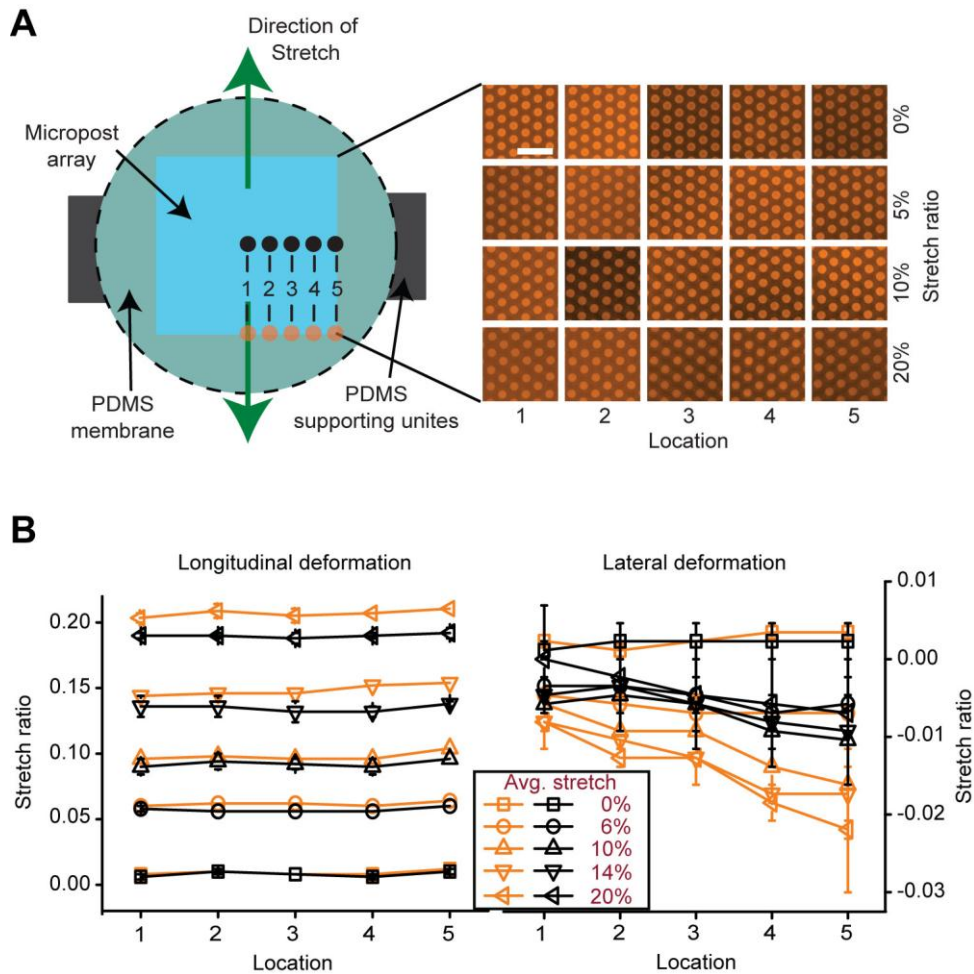 A
Direction of
Stretch
Micropost
array
1 2 3 4 5
PDMS
membrane
PDMS
supporting unites
0%
5%
10%
20%
Stretch ratio
1 2 3 4 5
Location
B
Longitudinal deformation
Lateral deformation
Stretch ratio
0.20
0.15
0.10
0.05
0.00
1 2 3 4 5
Location
Avg. stretch
0%
6%
10%
14%
20%
0.01
0.00
-0.01
-0.02
-0.03
Stretch ratio
1 2 3 4 5
Location